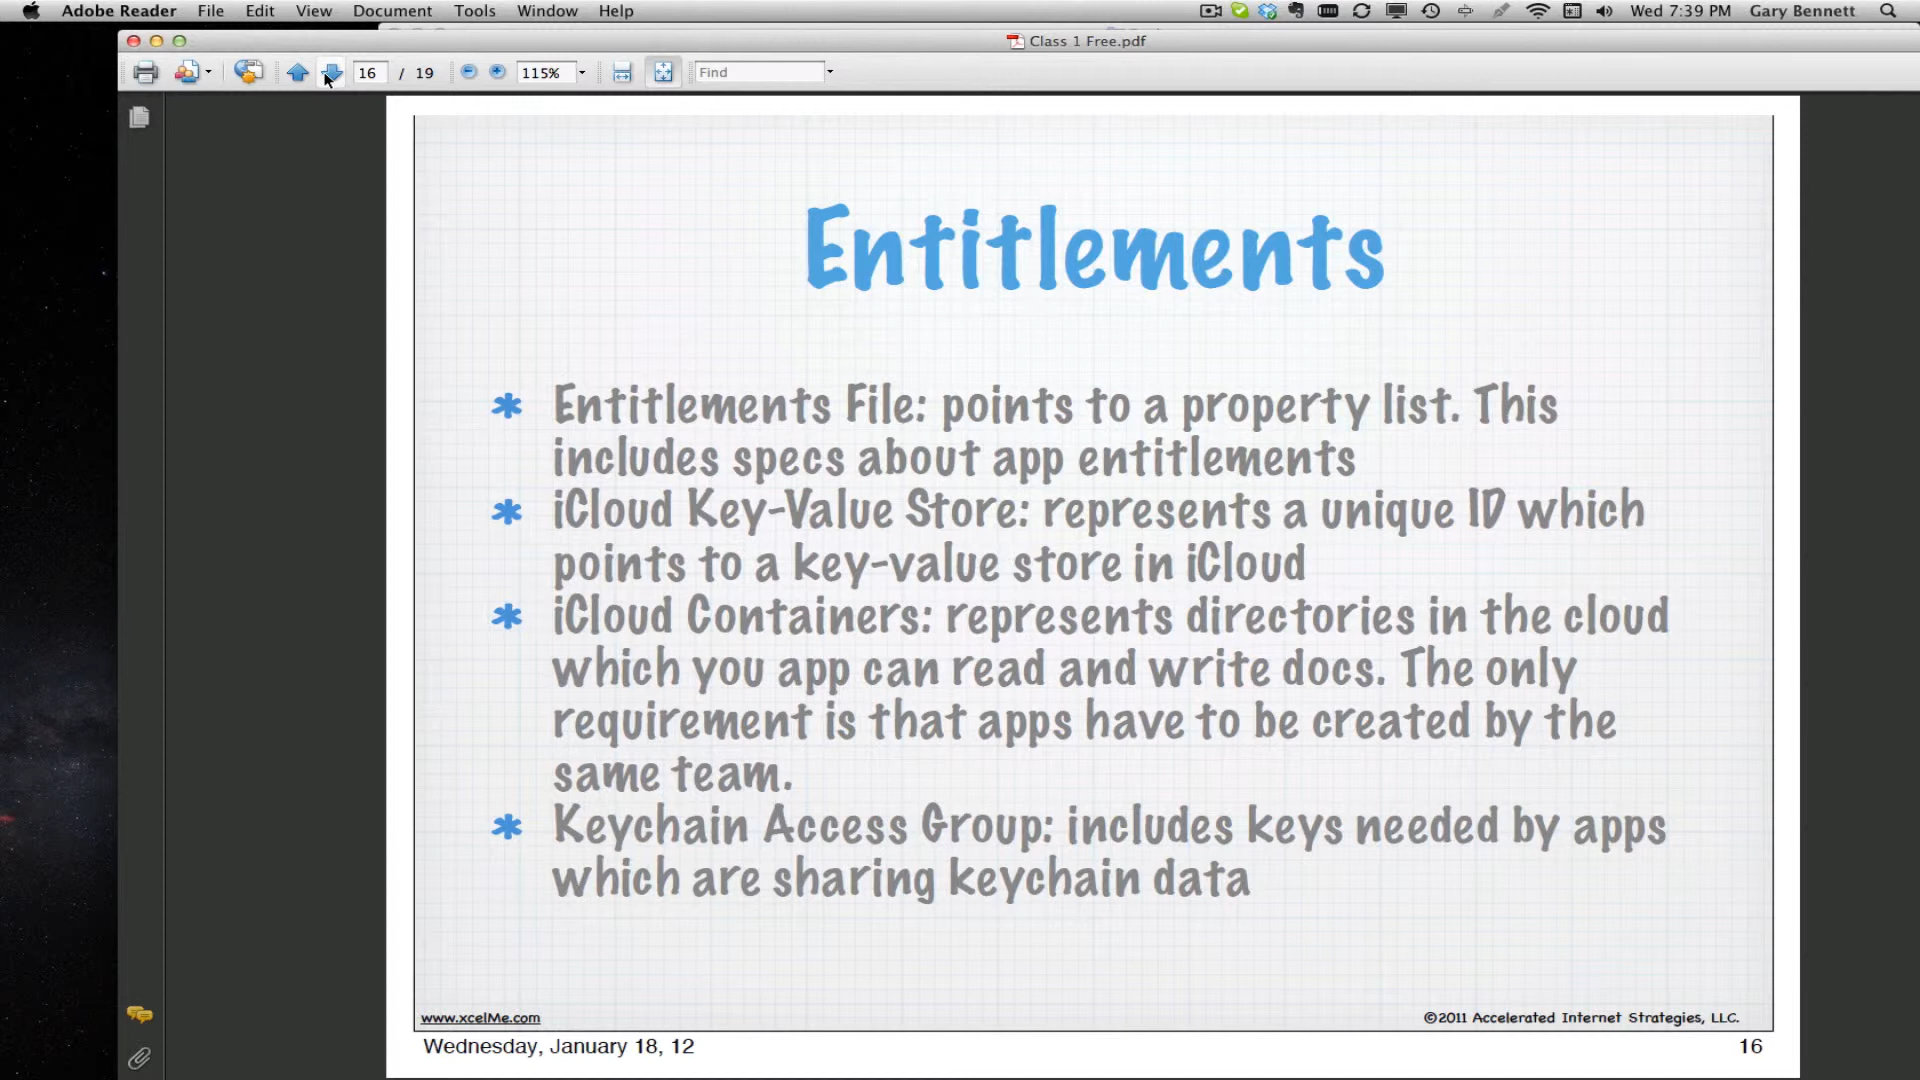 Adobe Reader File Edit View Document Tools Window Help Wed 7:39 PM Gary Bennett
Class 1 Free.pdf
16 / 19 115% Find
Entitlements
* Entitlements File: points to a property list. This
includes specs about app entitlements
* iCloud Key-Value Store: represents a unique ID which
points to a key-value store in iCloud
* iCloud Containers: represents directories in the cloud
which you app can read and write docs. The only
requirement is that apps have to be created by the
same team.
* Keychain Access Group: includes keys needed by apps
which are sharing keychain data
www.xcelMe.com ©2011 Accelerated Internet Strategies, LLC.
Wednesday, January 18, 12 16